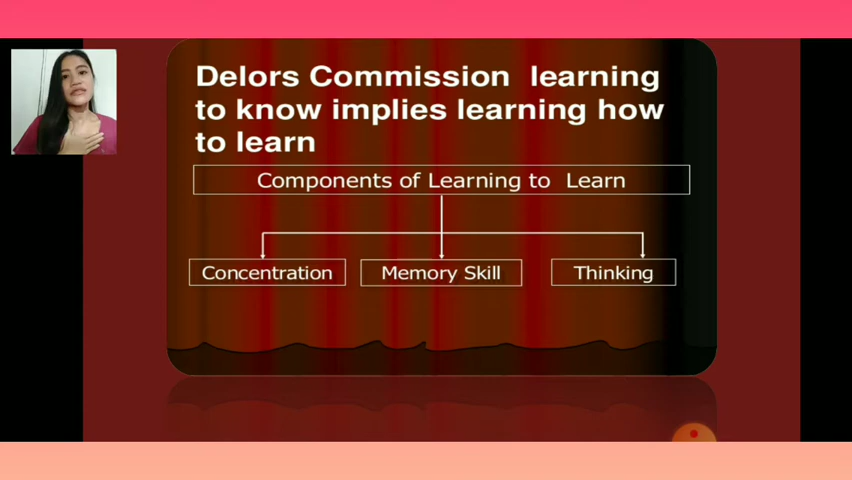 Delors Commission learning
to know implies learning how
to learn
Components of Learning to Learn
Concentration
Memory Skill
Thinking